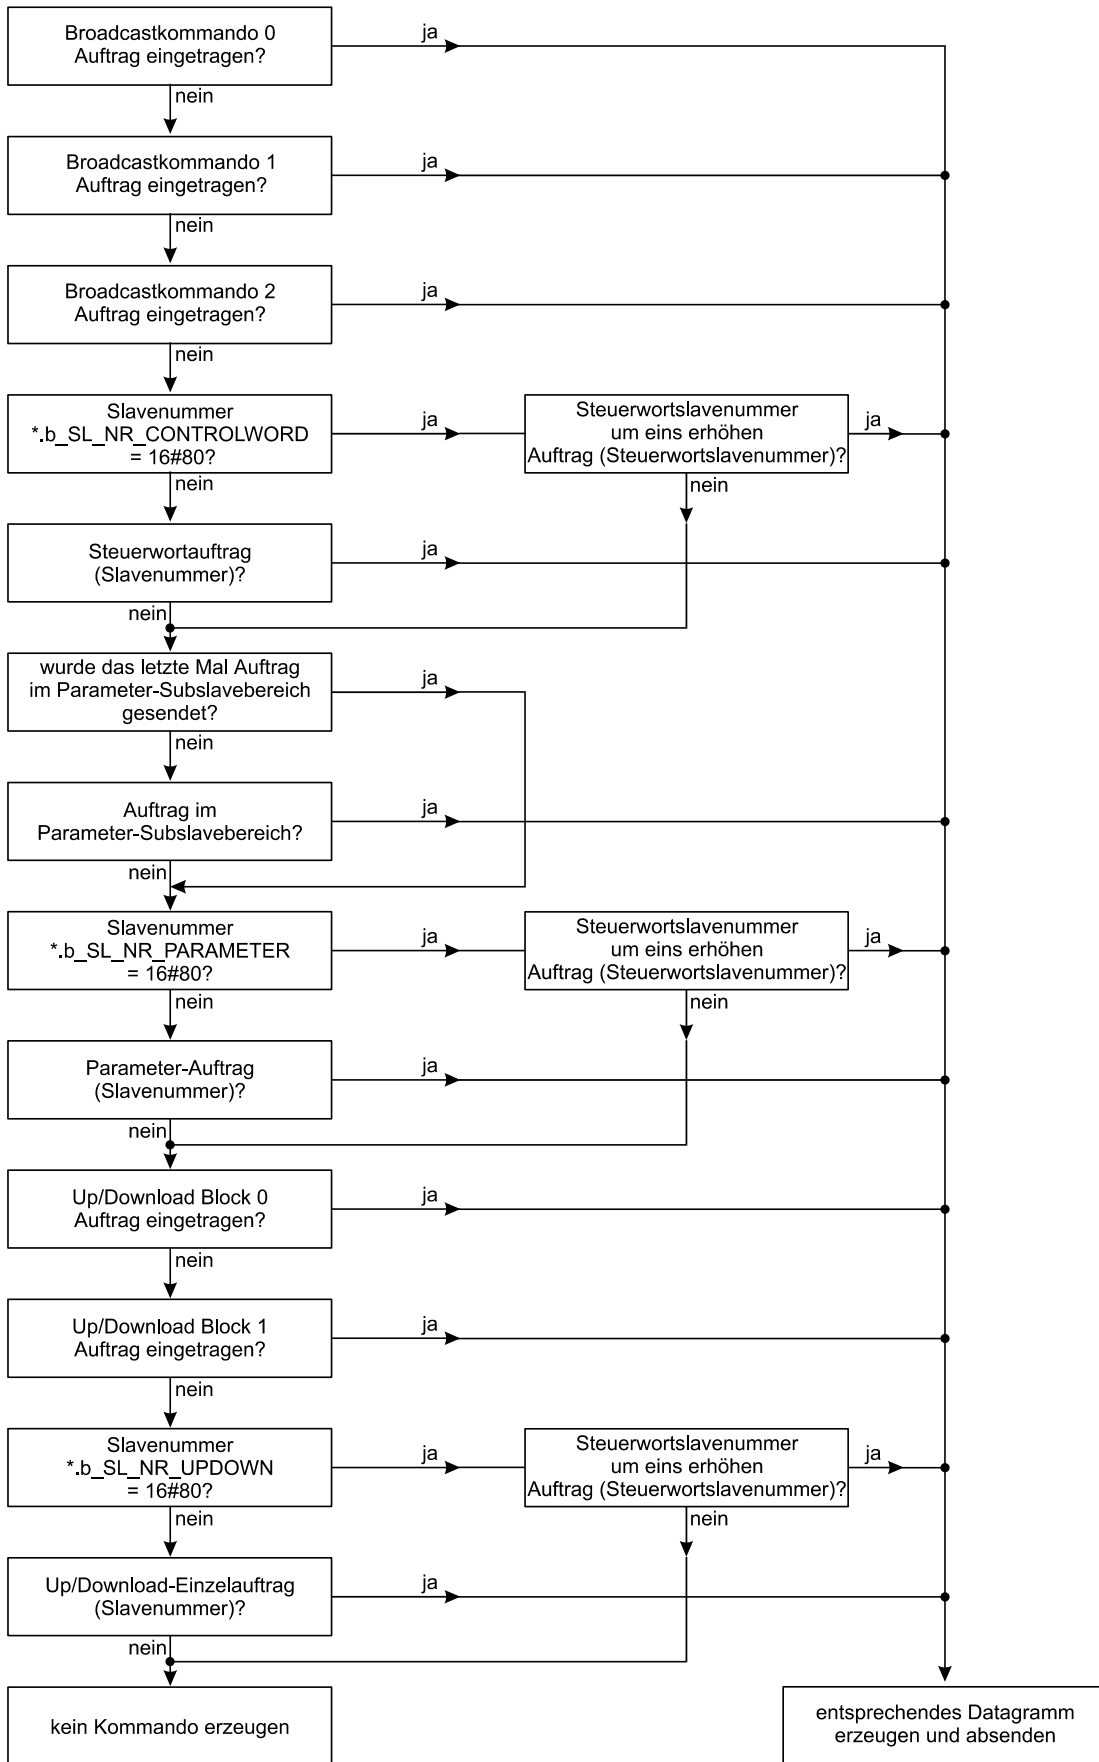 Broadcastkommando 0
Auftrag eingetragen?
ja
nein
Broadcastkommando 1
Auftrag eingetragen?
ja
nein
Broadcastkommando 2
Auftrag eingetragen?
ja
nein
Slavenummer
*.b_SL_NR_CONTROLWORD
= 16#80?
ja
Steuerwortslavenummer
um eins erhöhen
Auftrag (Steuerwortslavenummer)?
ja
nein
nein
Steuerwortauftrag
(Slavenummer)?
ja
nein
wurde das letzte Mal Auftrag
im Parameter-Subslavebereich
gesendet?
ja
nein
Auftrag im
Parameter-Subslavebereich?
ja
nein
Slavenummer
*.b_SL_NR_PARAMETER
= 16#80?
ja
Steuerwortslavenummer
um eins erhöhen
Auftrag (Steuerwortslavenummer)?
ja
nein
nein
Parameter-Auftrag
(Slavenummer)?
ja
nein
Up/Download Block 0
Auftrag eingetragen?
ja
nein
Up/Download Block 1
Auftrag eingetragen?
ja
nein
Slavenummer
*.b_SL_NR_UPDOWN
= 16#80?
ja
Steuerwortslavenummer
um eins erhöhen
Auftrag (Steuerwortslavenummer)?
ja
nein
nein
Up/Download-Einzelauftrag
(Slavenummer)?
ja
nein
kein Kommando erzeugen
entsprechendes Datagramm
erzeugen und absenden